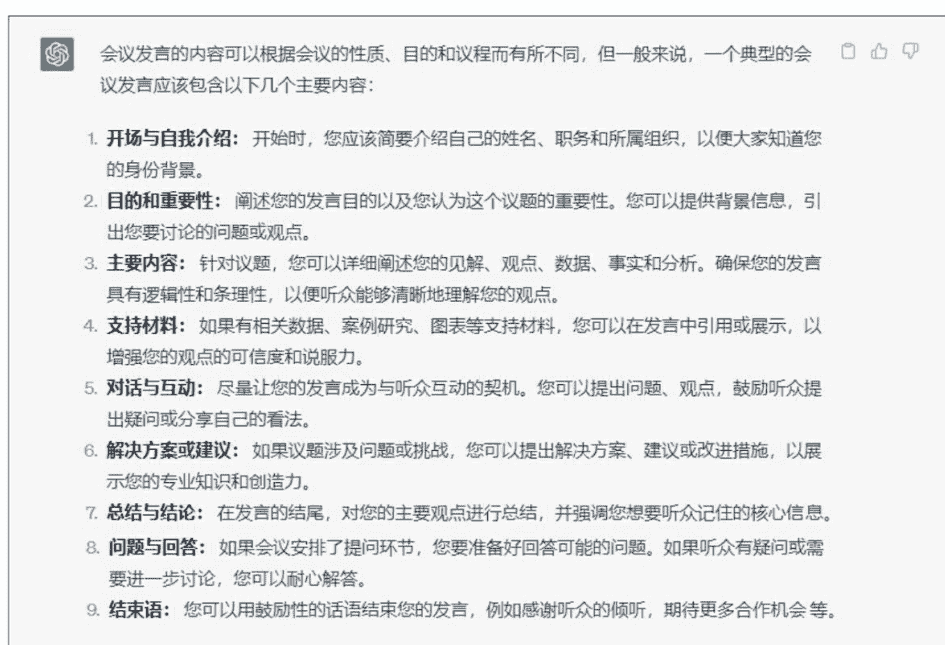 会议发言的内容可以根据会议的性质、目的和议程而有所不同，但一般来说，一个典型的会
议发言应该包含以下几个主要内容：
1. 开场与自我介绍： 开始时，您应该简要介绍自己的姓名、职务和所属组织，以便大家知道您
的身份背景。
2. 目的和重要性： 阐述您的发言目的以及您认为这个议题的重要性。您可以提供背景信息，引
出您要讨论的问题或观点。
3. 主要内容： 针对议题，您可以详细阐述您的见解、观点、数据、事实和分析。确保您的发言
具有逻辑性和条理性，以便听众能够清晰地理解您的观点。
4. 支持材料： 如果有相关数据、案例研究、图表等支持材料，您可以在发言中引用或展示，以
增强您的观点的可信度和说服力。
5. 对话与互动： 尽量让您的发言成为与听众互动的契机。您可以提出问题、观点，鼓励听众提
出疑问或分享自己的看法。
6. 解决方案或建议： 如果议题涉及问题或挑战，您可以提出解决方案、建议或改进措施，以展
示您的专业知识和创造力。
7. 总结与结论： 在发言的结尾，对您的主要观点进行总结，并强调您想要听众记住的核心信息。
8. 问题与回答： 如果会议安排了提问环节，您要准备好回答可能的问题。如果听众有疑问或需
要进一步讨论，您可以耐心解答。
9. 结束语： 您可以用鼓励性的话语结束您的发言，例如感谢听众的倾听，期待更多合作机会等。